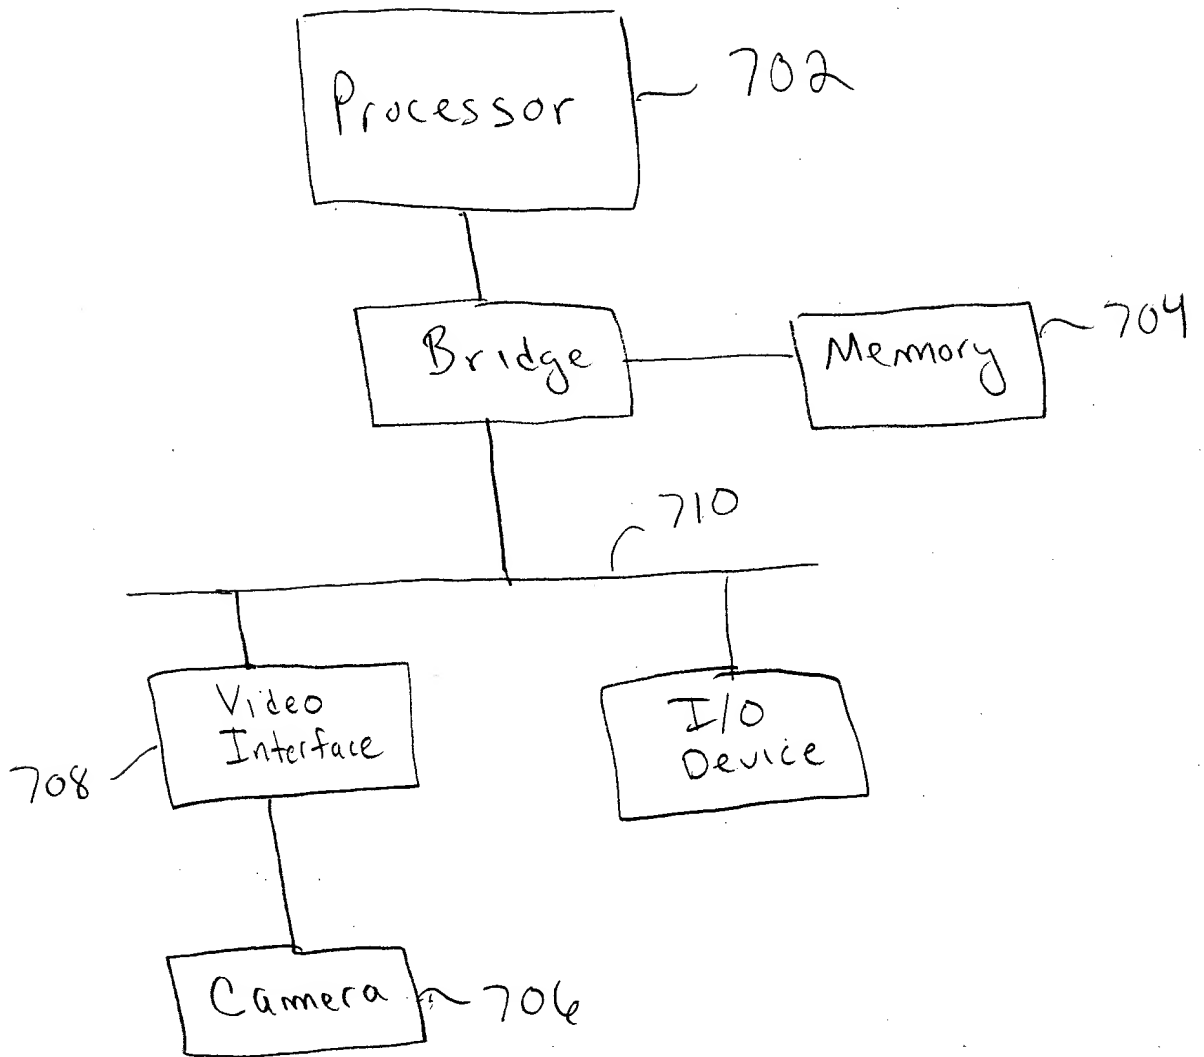 Processor
702
Bridge
Memory
704
710
Video
Interface
708
I/O
Device
Camera
706